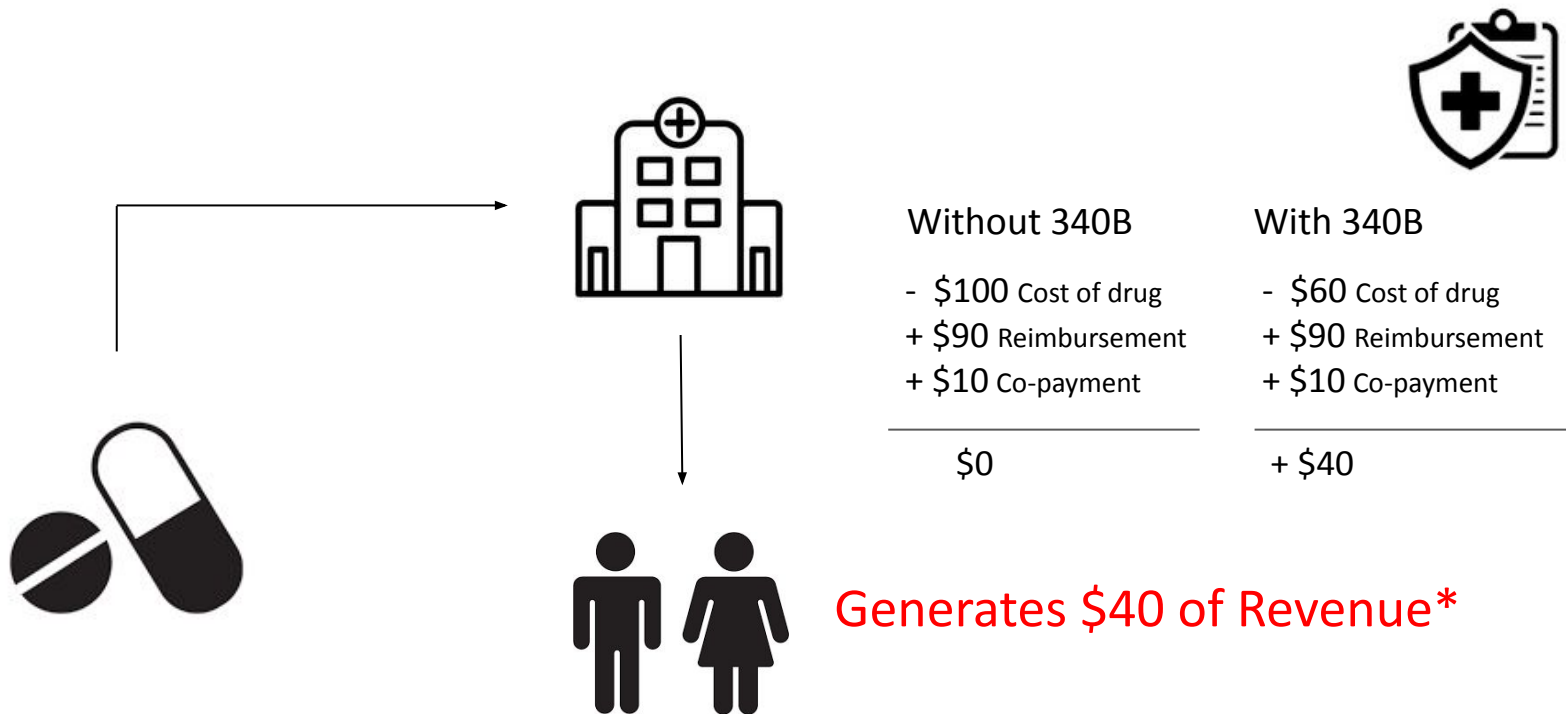 Without 340B
- $100 Cost of drug
+ $90 Reimbursement
+ $10 Co-payment
$0
With 340B
- $60 Cost of drug
+ $90 Reimbursement
+ $10 Co-payment
+ $40
Generates $40 of Revenue*